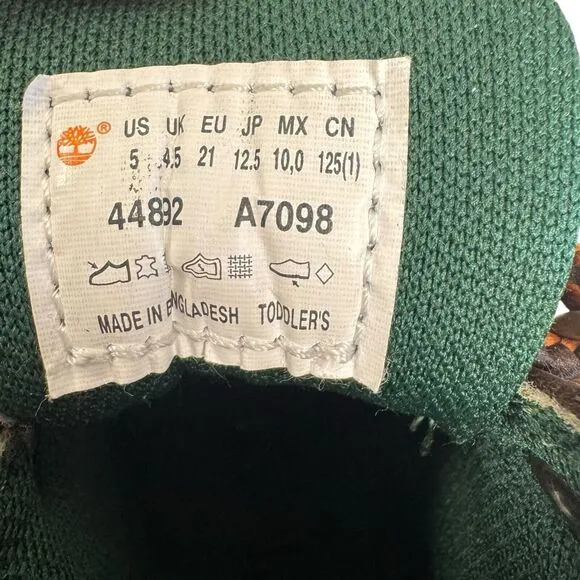 ® US UK EU JP MX CN
5 4.5 21 12.5 10,0 125(1)
44892 A7098
MADE IN BANGLADESH TODDLER'S